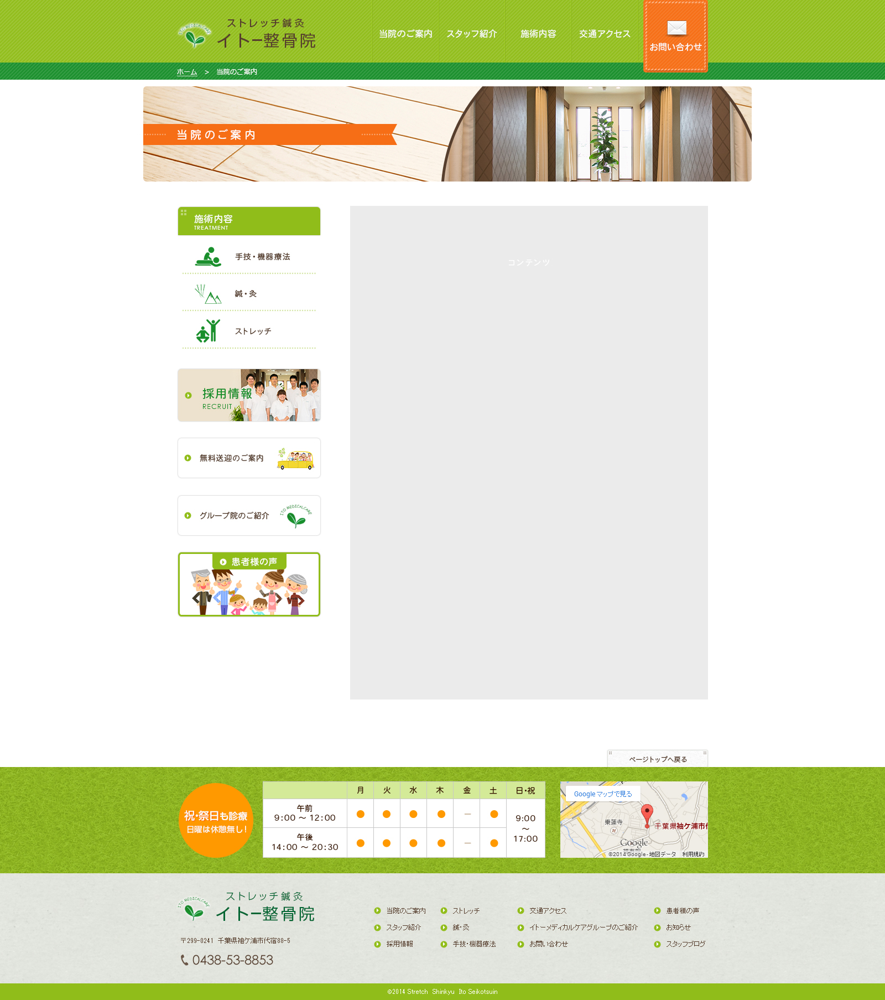 ITO MEDICALCARE
ストレッチ鍼灸
イトー整骨院
当院のご案内
スタッフ紹介
施術内容
交通アクセス
お問い合わせ
ホーム > 当院のご案内
当院のご案内
施術内容
TREATMENT
手技・機器療法
鍼・灸
ストレッチ
採用情報
RECRUIT
無料送迎のご案内
グループ院のご紹介
ITO MEDICALCARE
患者様の声
コンテンツ
ページトップへ戻る
祝・祭日も診療
日曜は休憩無し!
月 火 水 木 金 土 日・祝
午前
9:00 ～ 12:00
● ● ● ● － ●
午後
14:00 ～ 20:30
● ● ● ● － ●
9:00
～
17:00
Googleマップで見る
東蓮寺
千葉県袖ケ浦市代
Google
©2014 Google - 地図データ 利用規約
ITO MEDICALCARE
ストレッチ鍼灸
イトー整骨院
〒299-0241 千葉県袖ケ浦市代宿88-5
0438-53-8853
当院のご案内
スタッフ紹介
採用情報
ストレッチ
鍼・灸
手技・機器療法
交通アクセス
イトーメディカルケアグループのご紹介
お問い合わせ
患者様の声
お知らせ
スタッフブログ
©2014 Stretch Shinkyu Ito Seikotsuin